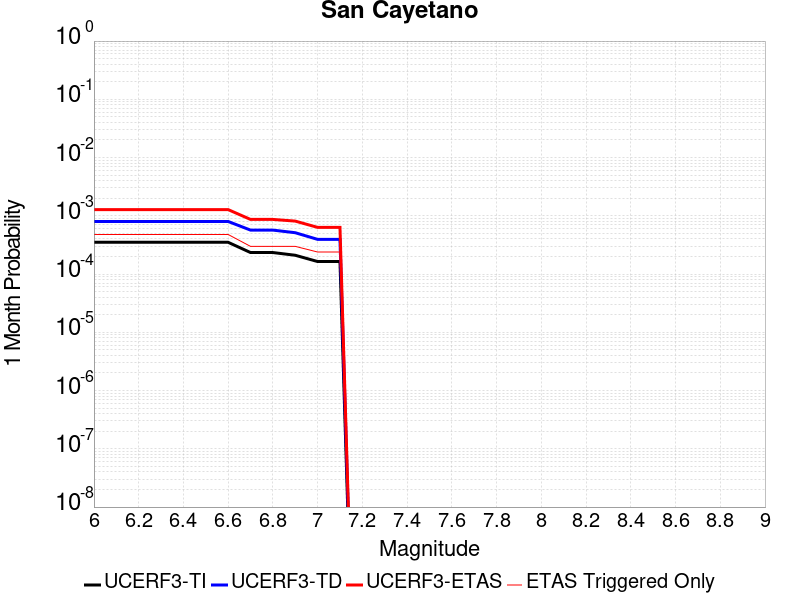 San Cayetano
10^0
10^-1
10^-2
10^-3
10^-4
10^-5
10^-6
10^-7
10^-8
1 Month Probability
6 6.2 6.4 6.6 6.8 7 7.2 7.4 7.6 7.8 8 8.2 8.4 8.6 8.8 9
Magnitude
UCERF3-TI UCERF3-TD UCERF3-ETAS ETAS Triggered Only